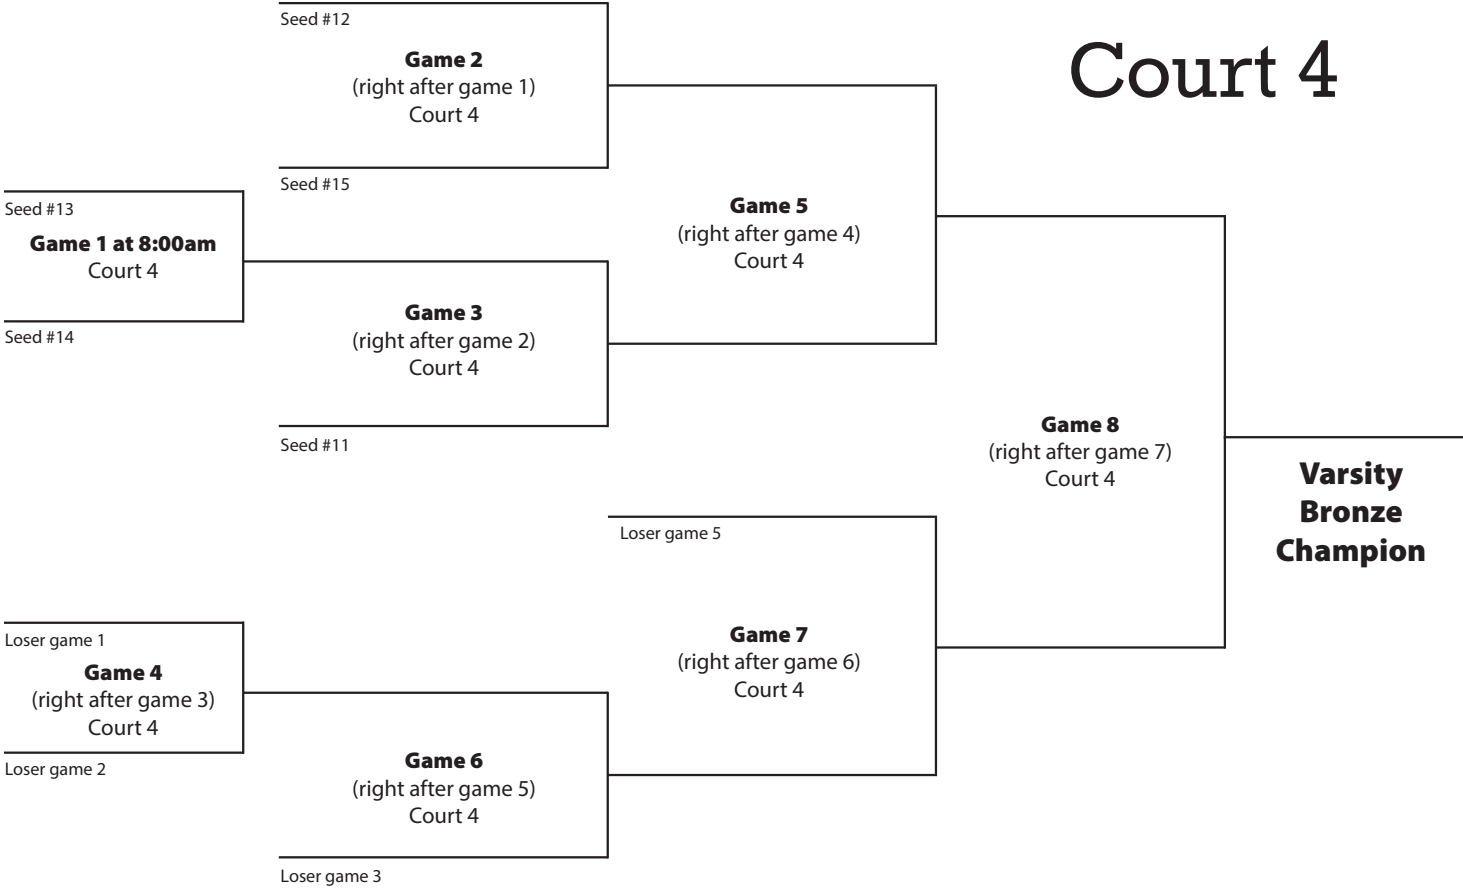 Court 4
Seed #12
Game 2
(right after game 1)
Court 4
Seed #15
Seed #13
Game 1 at 8:00am
Court 4
Seed #14
Game 3
(right after game 2)
Court 4
Seed #11
Game 5
(right after game 4)
Court 4
Game 8
(right after game 7)
Court 4
Varsity
Bronze
Champion
Loser game 5
Game 7
(right after game 6)
Court 4
Loser game 1
Game 4
(right after game 3)
Court 4
Loser game 2
Game 6
(right after game 5)
Court 4
Loser game 3